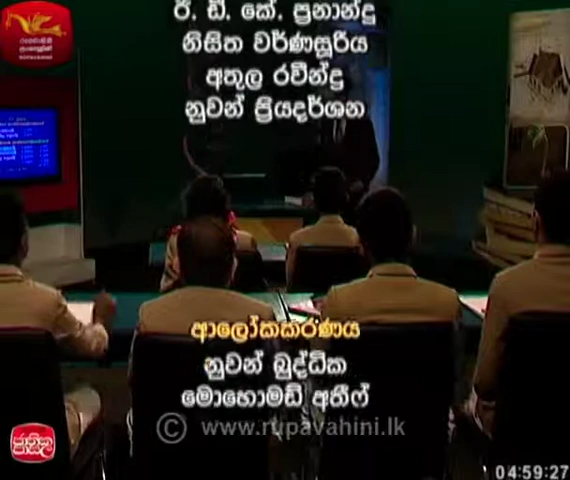 ටී. ඩී. කේ. ප්‍රනාන්දු
නිසිත වර්ණසූරිය
අතුල රවීන්ද්‍ර
නුවන් ප්‍රියදර්ශන
ආලෝකකරණය
නුවන් බුද්ධික
මොහොමඩ් අතීෆ්
© www.rupavahini.lk
ජාතික
පාසල
04:59:27